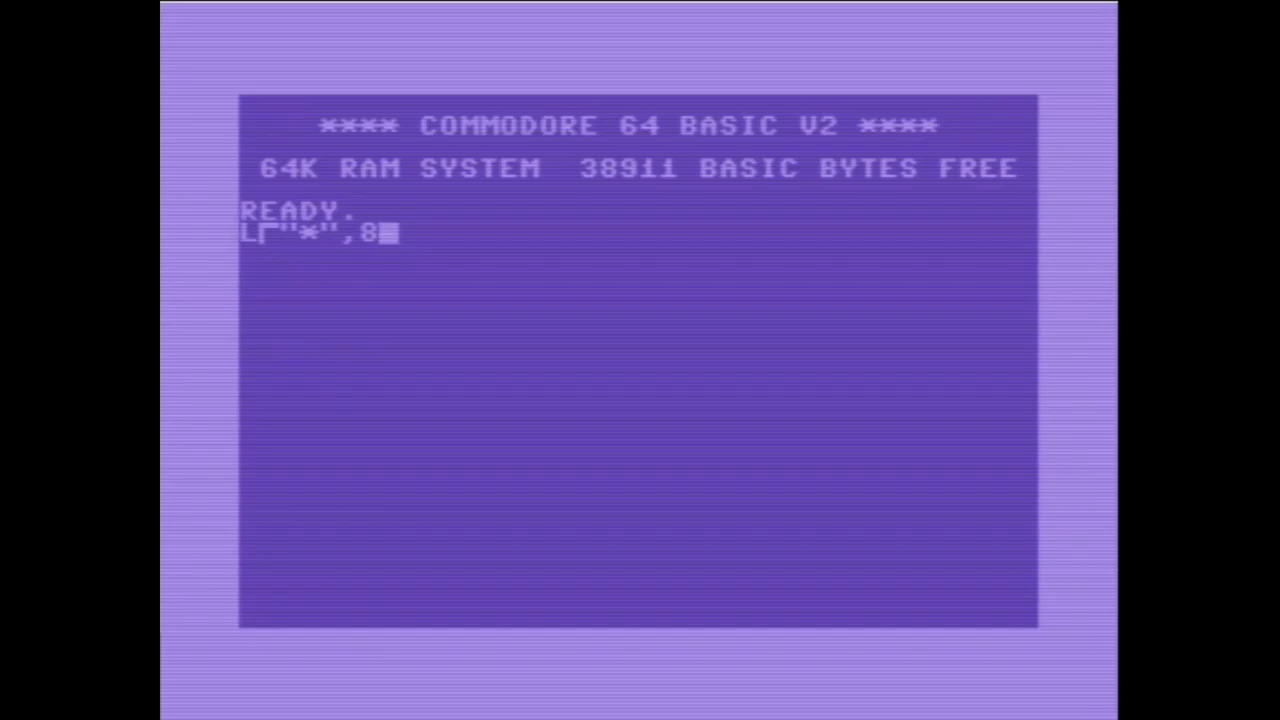 **** COMMODORE 64 BASIC V2 ****
64K RAM SYSTEM  38911 BASIC BYTES FREE
READY.
L┌"*",8